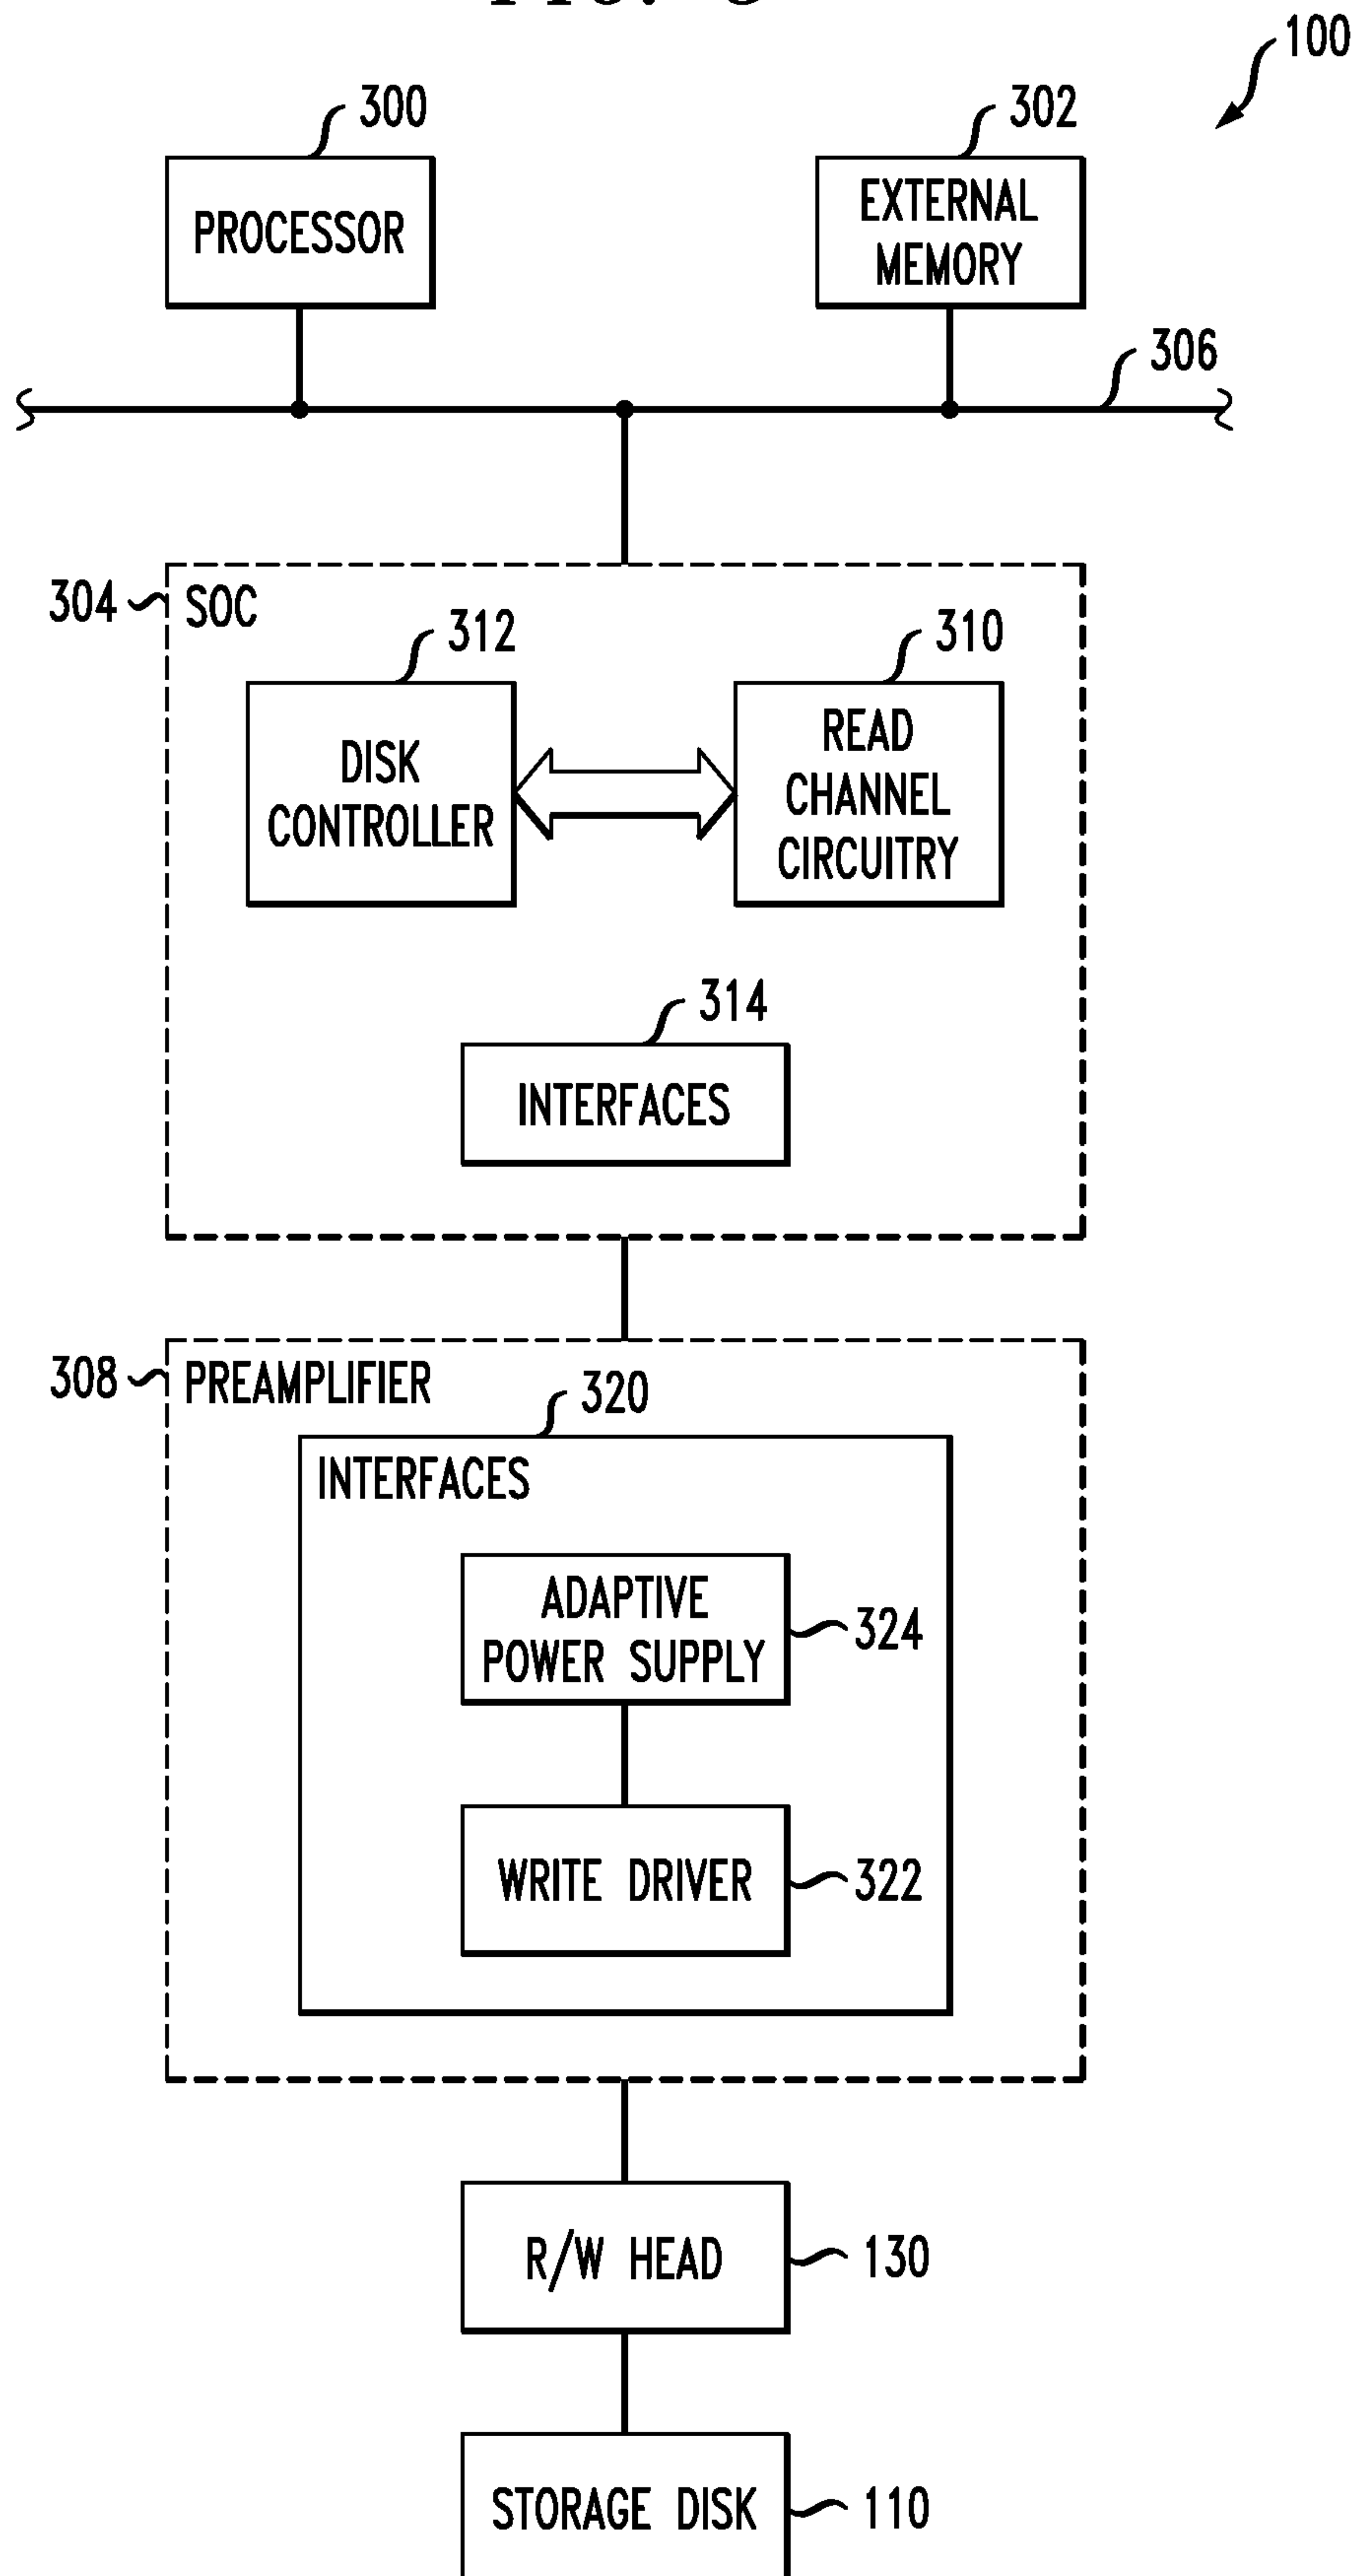 100
300
302
PROCESSOR
EXTERNAL
MEMORY
306
304
SOC
312
310
DISK
CONTROLLER
READ
CHANNEL
CIRCUITRY
314
INTERFACES
308
PREAMPLIFIER
320
INTERFACES
ADAPTIVE
POWER SUPPLY
324
WRITE DRIVER
322
R/W HEAD
130
STORAGE DISK
110